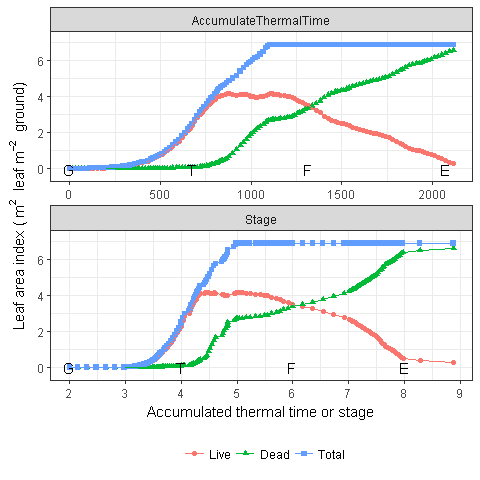 AccumulateThermalTime
6
4
2
0
G T F E
0 500 1000 1500 2000
Stage
6
4
2
0
G T F E
2 3 4 5 6 7 8 9
Leaf area index ( m² leaf m⁻² ground)
Accumulated thermal time or stage
Live Dead Total